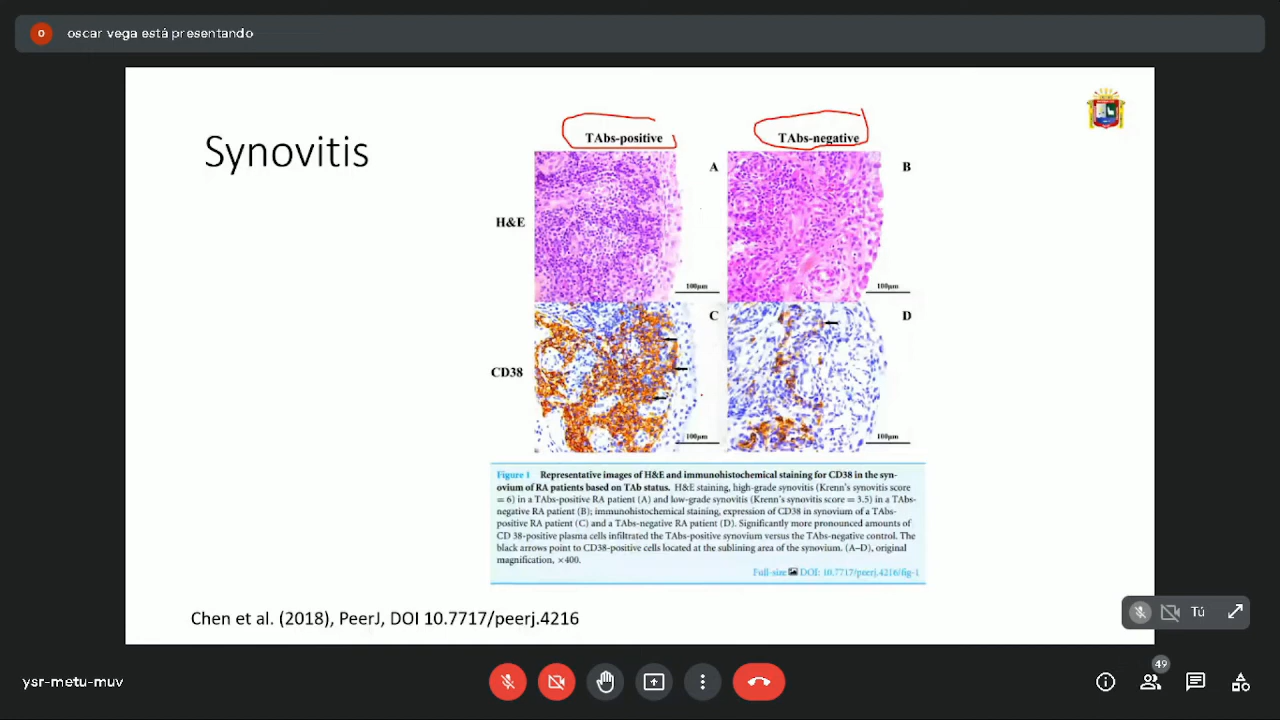 O oscar vega está presentando
Synovitis
TAbs-positive TAbs-negative
H&E A B
100µm 100µm
CD38 C D
100µm 100µm
Figure 1 Representative images of H&E and immunohistochemical staining for CD38 in the syn-
ovium of RA patients based on TAb status. H&E staining, high-grade synovitis (Krenn's synovitis score
= 6) in a TAbs-positive RA patient (A) and low-grade synovitis (Krenn's synovitis score = 3.5) in a TAbs-
negative RA patient (B); immunohistochemical staining, expression of CD38 in synovium of a TAbs-
positive RA patient (C) and a TAbs-negative RA patient (D). Significantly more pronounced amounts of
CD 38-positive plasma cells infiltrated the TAbs-positive synovium versus the TAbs-negative control. The
black arrows point to CD38-positive cells located at the sublining area of the synovium. (A–D), original
magnification, ×400.
Full-size DOI: 10.7717/peerj.4216/fig-1
Chen et al. (2018), PeerJ, DOI 10.7717/peerj.4216
Tú
ysr-metu-muv
49